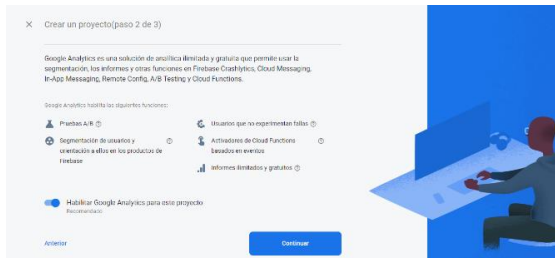 Crear un proyecto(paso 2 de 3)
Google Analytics es una solución de analítica ilimitada y gratuita que permite usar la
segmentación, los informes y otras funciones en Firebase Crashlytics, Cloud Messaging,
In-App Messaging, Remote Config, A/B Testing y Cloud Functions.
Google Analytics habilita las siguientes funciones:
Pruebas A/B
Usuarios que no experimentan fallas
Segmentación de usuarios y
orientación a ellos en los productos de
Firebase
Activadores de Cloud Functions
basados en eventos
Informes ilimitados y gratuitos
Habilitar Google Analytics para este proyecto
Recomendado
Anterior
Continuar